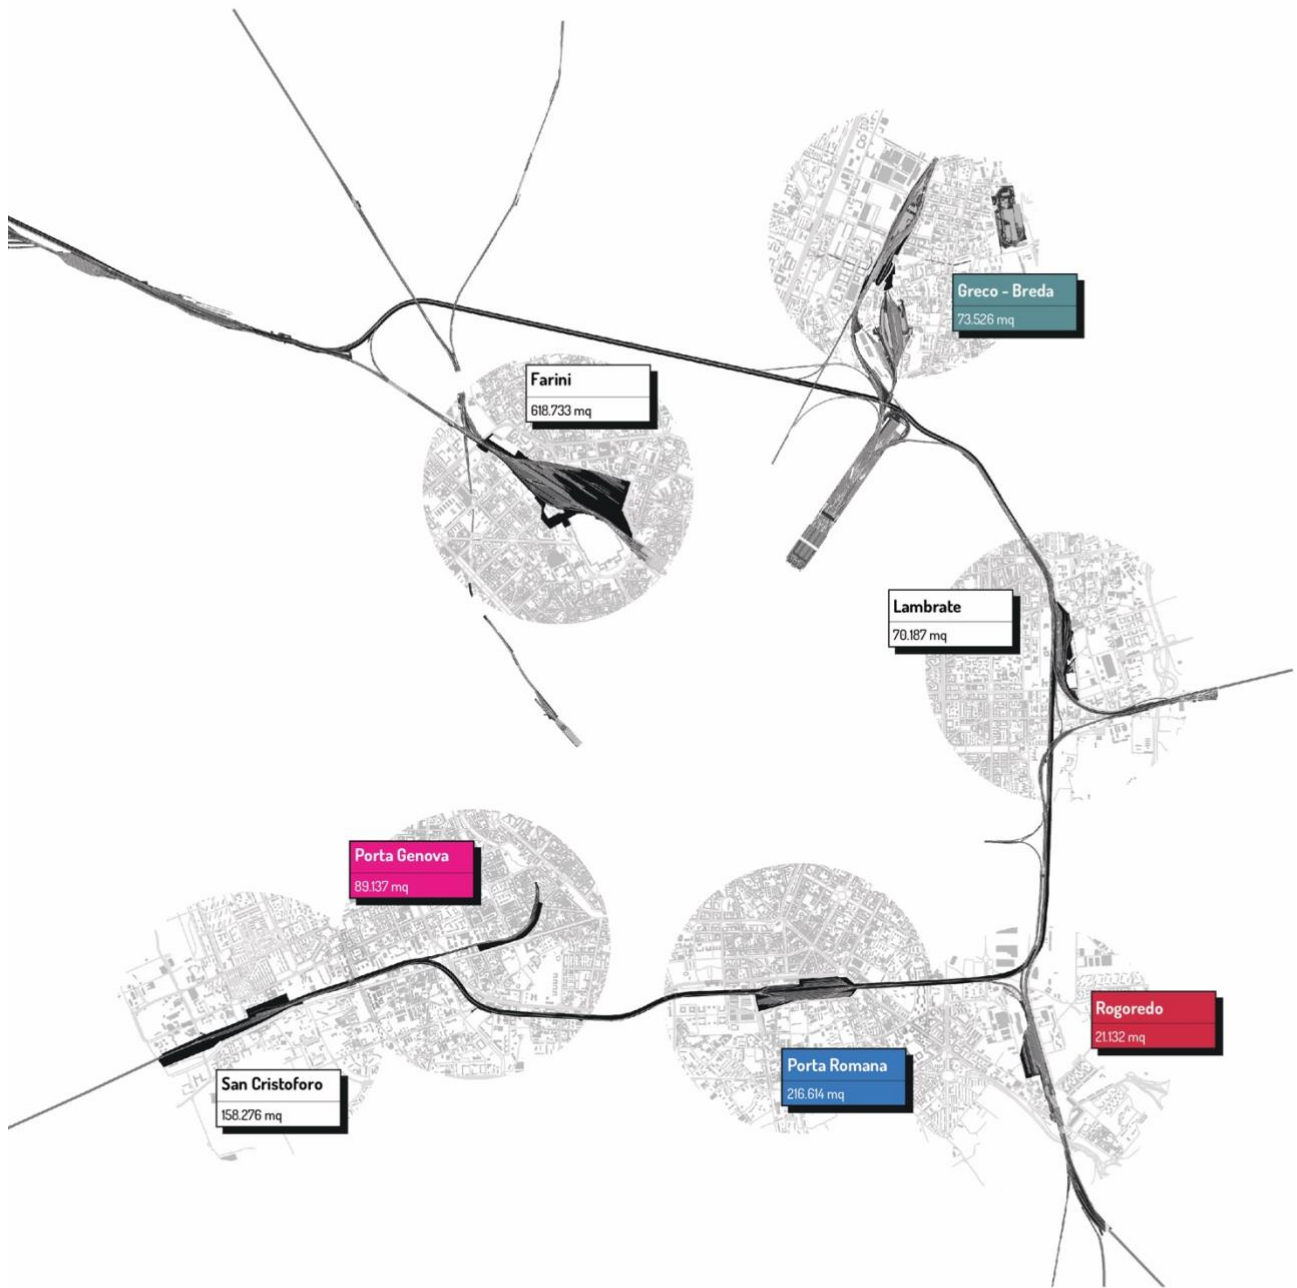 Greco - Breda
73.526 mq
Farini
618.733 mq
Lambrate
70.187 mq
Porta Genova
89.137 mq
Rogoredo
21.132 mq
Porta Romana
216.614 mq
San Cristoforo
158.276 mq